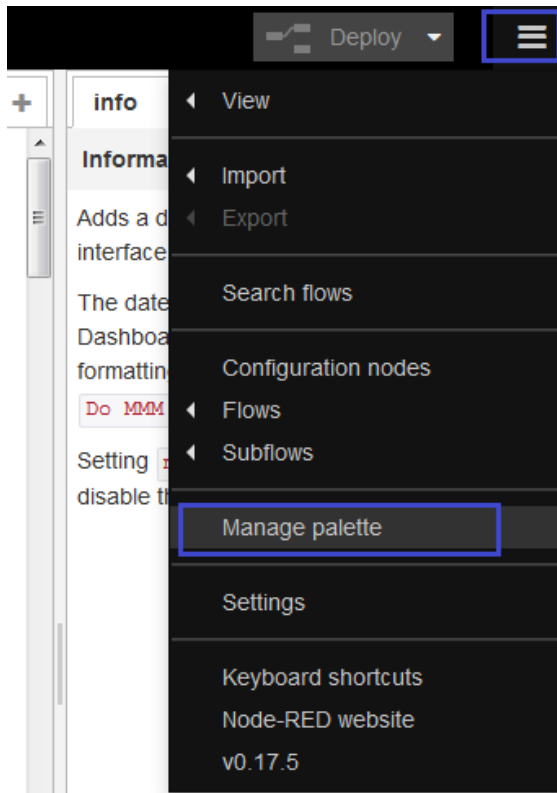 Deploy
+
info
Informa
Adds a d
interface
The date
Dashboa
formatting
Do MMM
Setting
disable th
View
Import
Export
Search flows
Configuration nodes
Flows
Subflows
Manage palette
Settings
Keyboard shortcuts
Node-RED website
v0.17.5